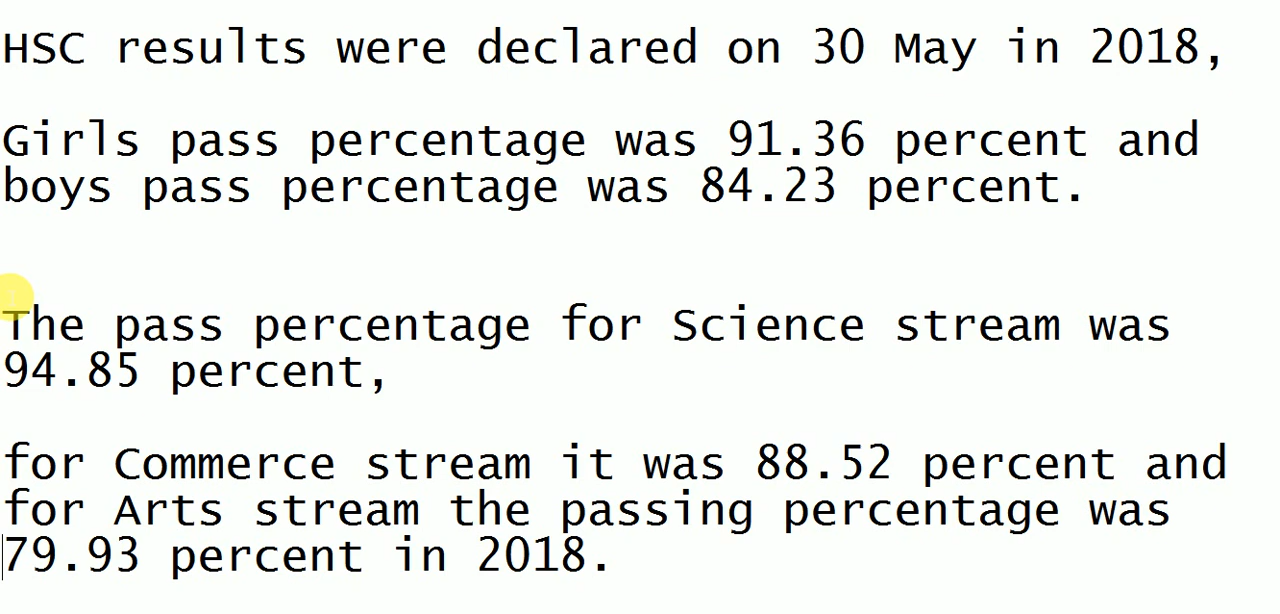 HSC results were declared on 30 May in 2018,
Girls pass percentage was 91.36 percent and
boys pass percentage was 84.23 percent.
The pass percentage for Science stream was
94.85 percent,
for Commerce stream it was 88.52 percent and
for Arts stream the passing percentage was
79.93 percent in 2018.